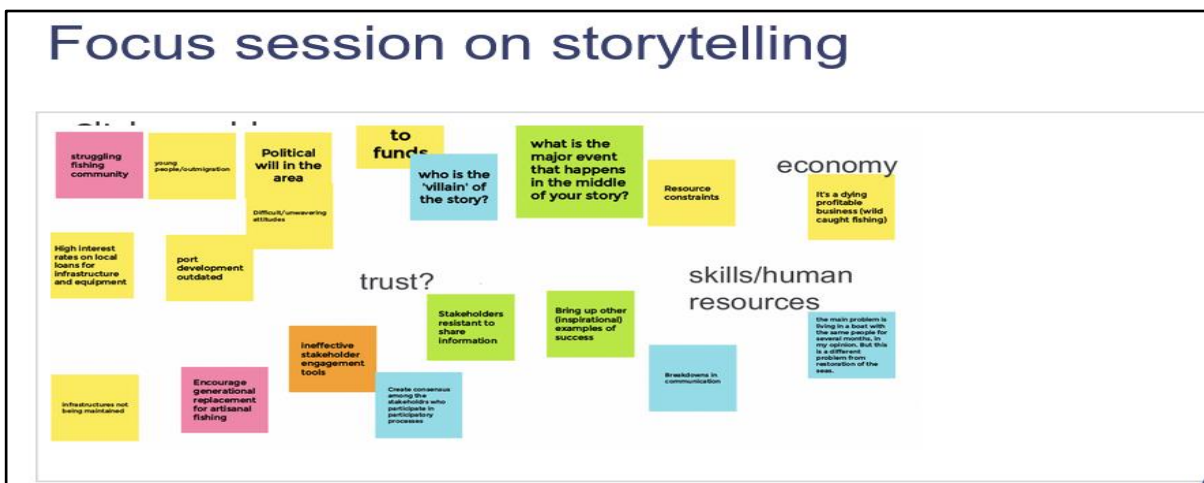 Focus session on storytelling
struggling
fishing
community
young
people/outmigration
Political
will in the
area
Difficult/unwavering
attitudes
to
funds
who is the
'villain' of
the story?
what is the
major event
that happens
in the middle
of your story?
Resource
constraints
economy
It's a dying
profitable
business (wild
caught fishing)
High interest
rates on local
loans for
infrastructure
and equipment
port
development
outdated
trust?
skills/human
resources
Stakeholders
resistant to
share
information
Bring up other
(inspirational)
examples of
success
the main problem is
living in a boat with
the same people for
several months, in
my opinion. But this
is a different
problem from
restoration of the
seas.
Ineffective
stakeholder
engagement
tools
Breakdowns in
communication
Infrastructures not
being maintained
Encourage
generational
replacement
for artisanal
fishing
Create consensus
among the
stakeholdrs who
participate in
participatory
processes